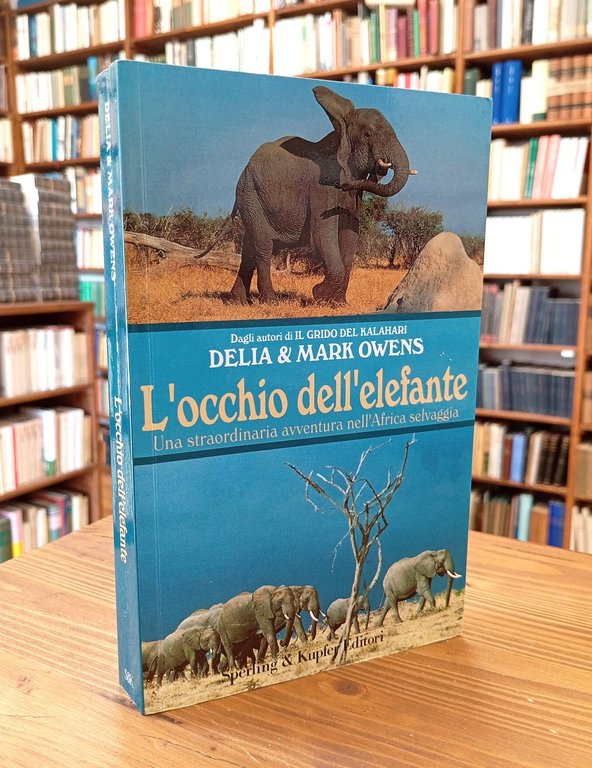 Dagli autori di IL GRIDO DEL KALAHARI
DELIA & MARK OWENS
L'occhio dell'elefante
Una straordinaria avventura nell'Africa selvaggia
Sperling & Kupfer Editori
DELIA & MARK OWENS
L'occhio dell'elefante